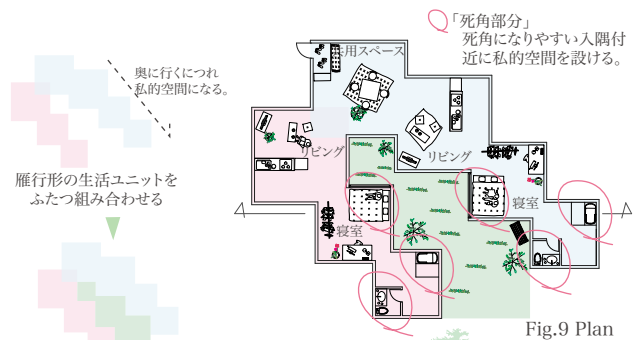 「死角部分」
死角になりやすい入隅付
近に私的空間を設ける。
奥に行くにつれ
私的空間になる。
雁行形の生活ユニットを
ふたつ組み合わせる
共用スペース
リビング
リビング
寝室
寝室
Fig.9 Plan